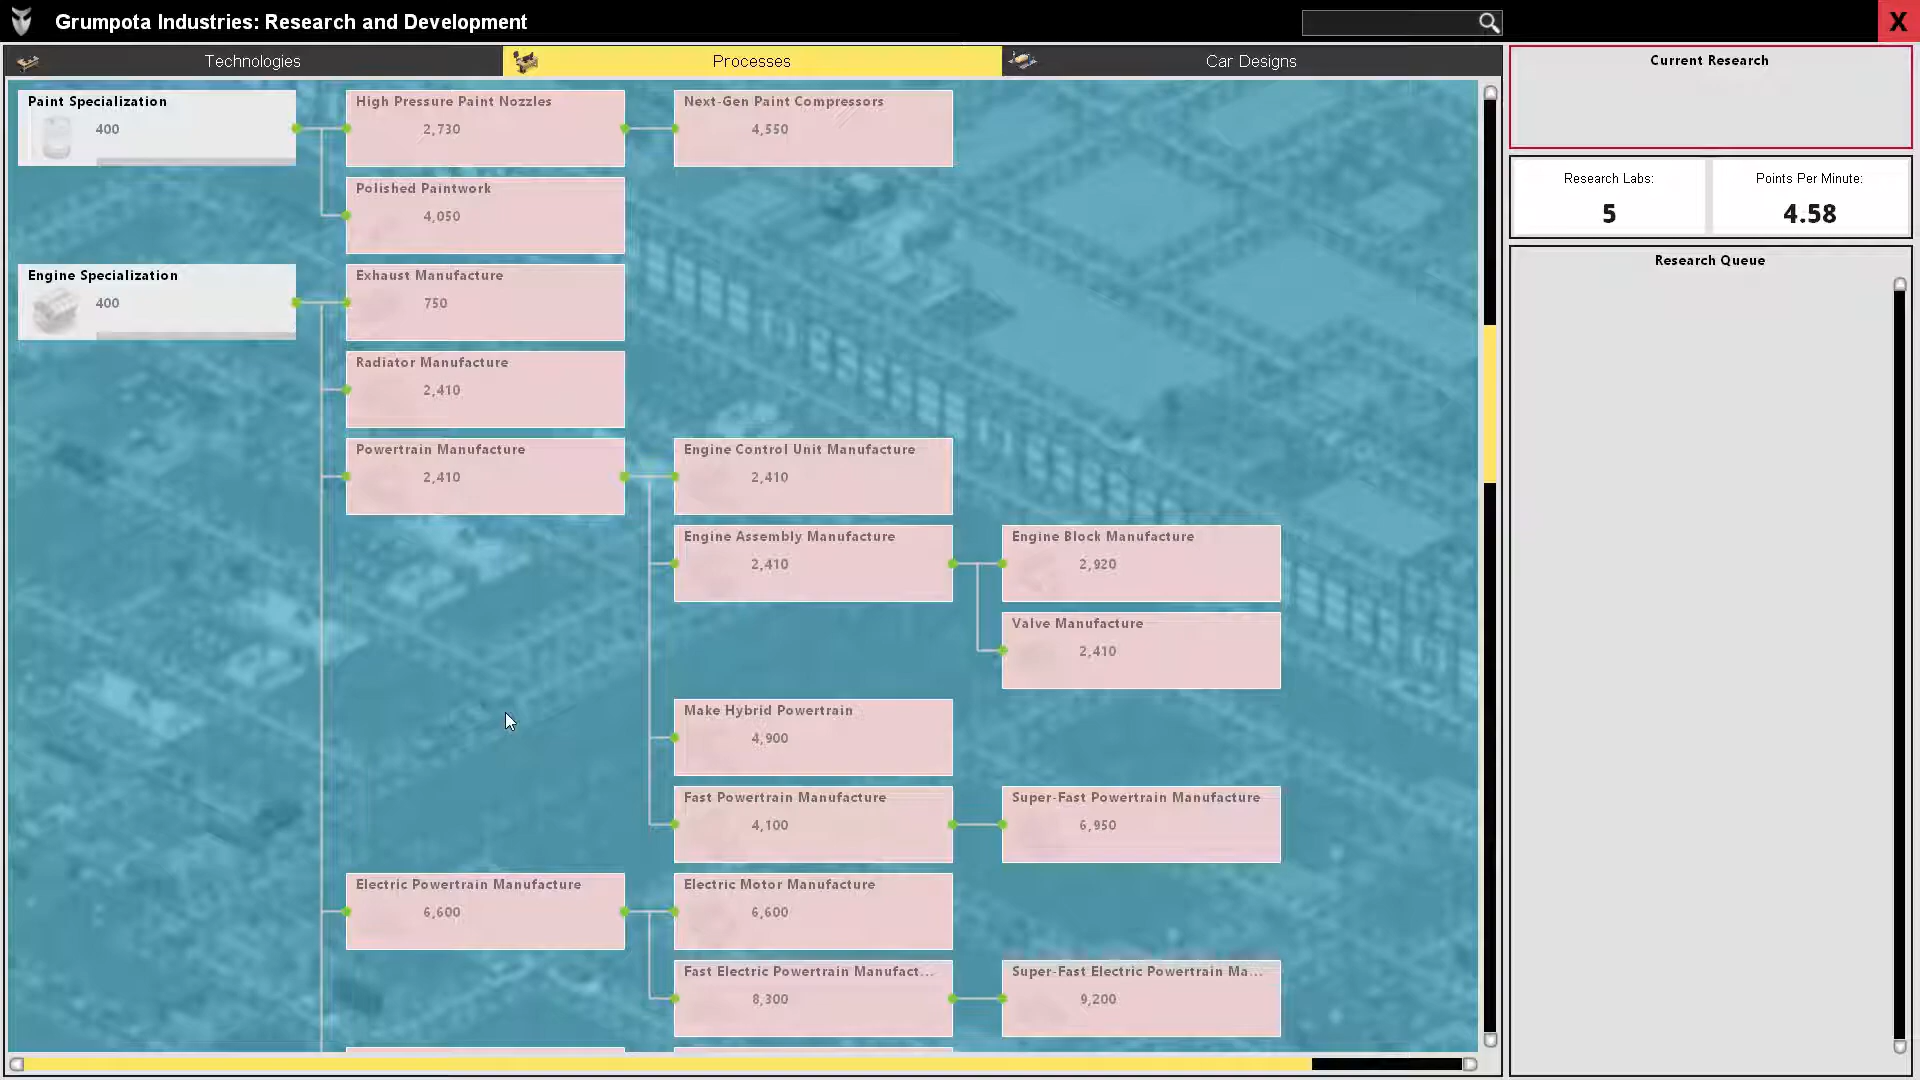 Grumpota Industries: Research and Development
X
Technologies
Processes
Car Designs
Current Research
Paint Specialization
400
High Pressure Paint Nozzles
2,730
Next-Gen Paint Compressors
4,550
Research Labs:
5
Points Per Minute:
4.58
Polished Paintwork
4,050
Research Queue
Engine Specialization
400
Exhaust Manufacture
750
Radiator Manufacture
2,410
Powertrain Manufacture
2,410
Engine Control Unit Manufacture
2,410
Engine Assembly Manufacture
2,410
Engine Block Manufacture
2,920
Valve Manufacture
2,410
Make Hybrid Powertrain
4,900
Fast Powertrain Manufacture
4,100
Super-Fast Powertrain Manufacture
6,950
Electric Powertrain Manufacture
6,600
Electric Motor Manufacture
6,600
Fast Electric Powertrain Manufact...
8,300
Super-Fast Electric Powertrain Ma...
9,200